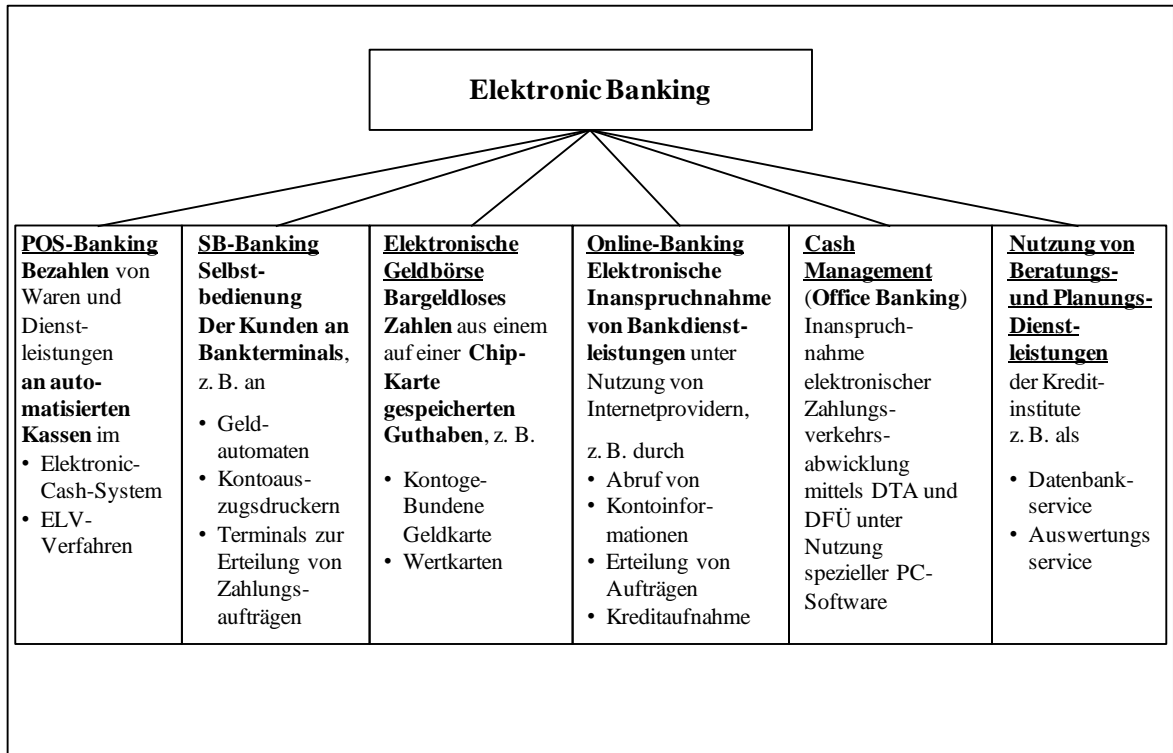 Elektronic Banking
POS-Banking
Bezahlen von
Waren und
Dienst-
leistungen
an auto-
matisierten
Kassen im
• Elektronic-
Cash-System
• ELV-
Verfahren
SB-Banking
Selbst-
bedienung
Der Kunden an
Bankterminals,
z. B. an
• Geld-
automaten
• Kontoaus-
zugsdruckern
• Terminals zur
Erteilung von
Zahlungs-
aufträgen
Elektronische
Geldbörse
Bargeldloses
Zahlen aus einem
auf einer Chip-
Karte
gespeicherten
Guthaben, z. B.
• Kontoge-
Bundene
Geldkarte
• Wertkarten
Online-Banking
Elektronische
Inanspruchnahme
von Bankdienst-
leistungen unter
Nutzung von
Internetprovidern,
z. B. durch
• Abruf von
• Kontoinfor-
mationen
• Erteilung von
Aufträgen
• Kreditaufnahme
Cash
Management
(Office Banking)
Inanspruch-
nahme
elektronischer
Zahlungs-
verkehrs-
abwicklung
mittels DTA und
DFÜ unter
Nutzung
spezieller PC-
Software
Nutzung von
Beratungs-
und Planungs-
Dienst-
leistungen
der Kredit-
institute
z. B. als
• Datenbank-
service
• Auswertungs
service